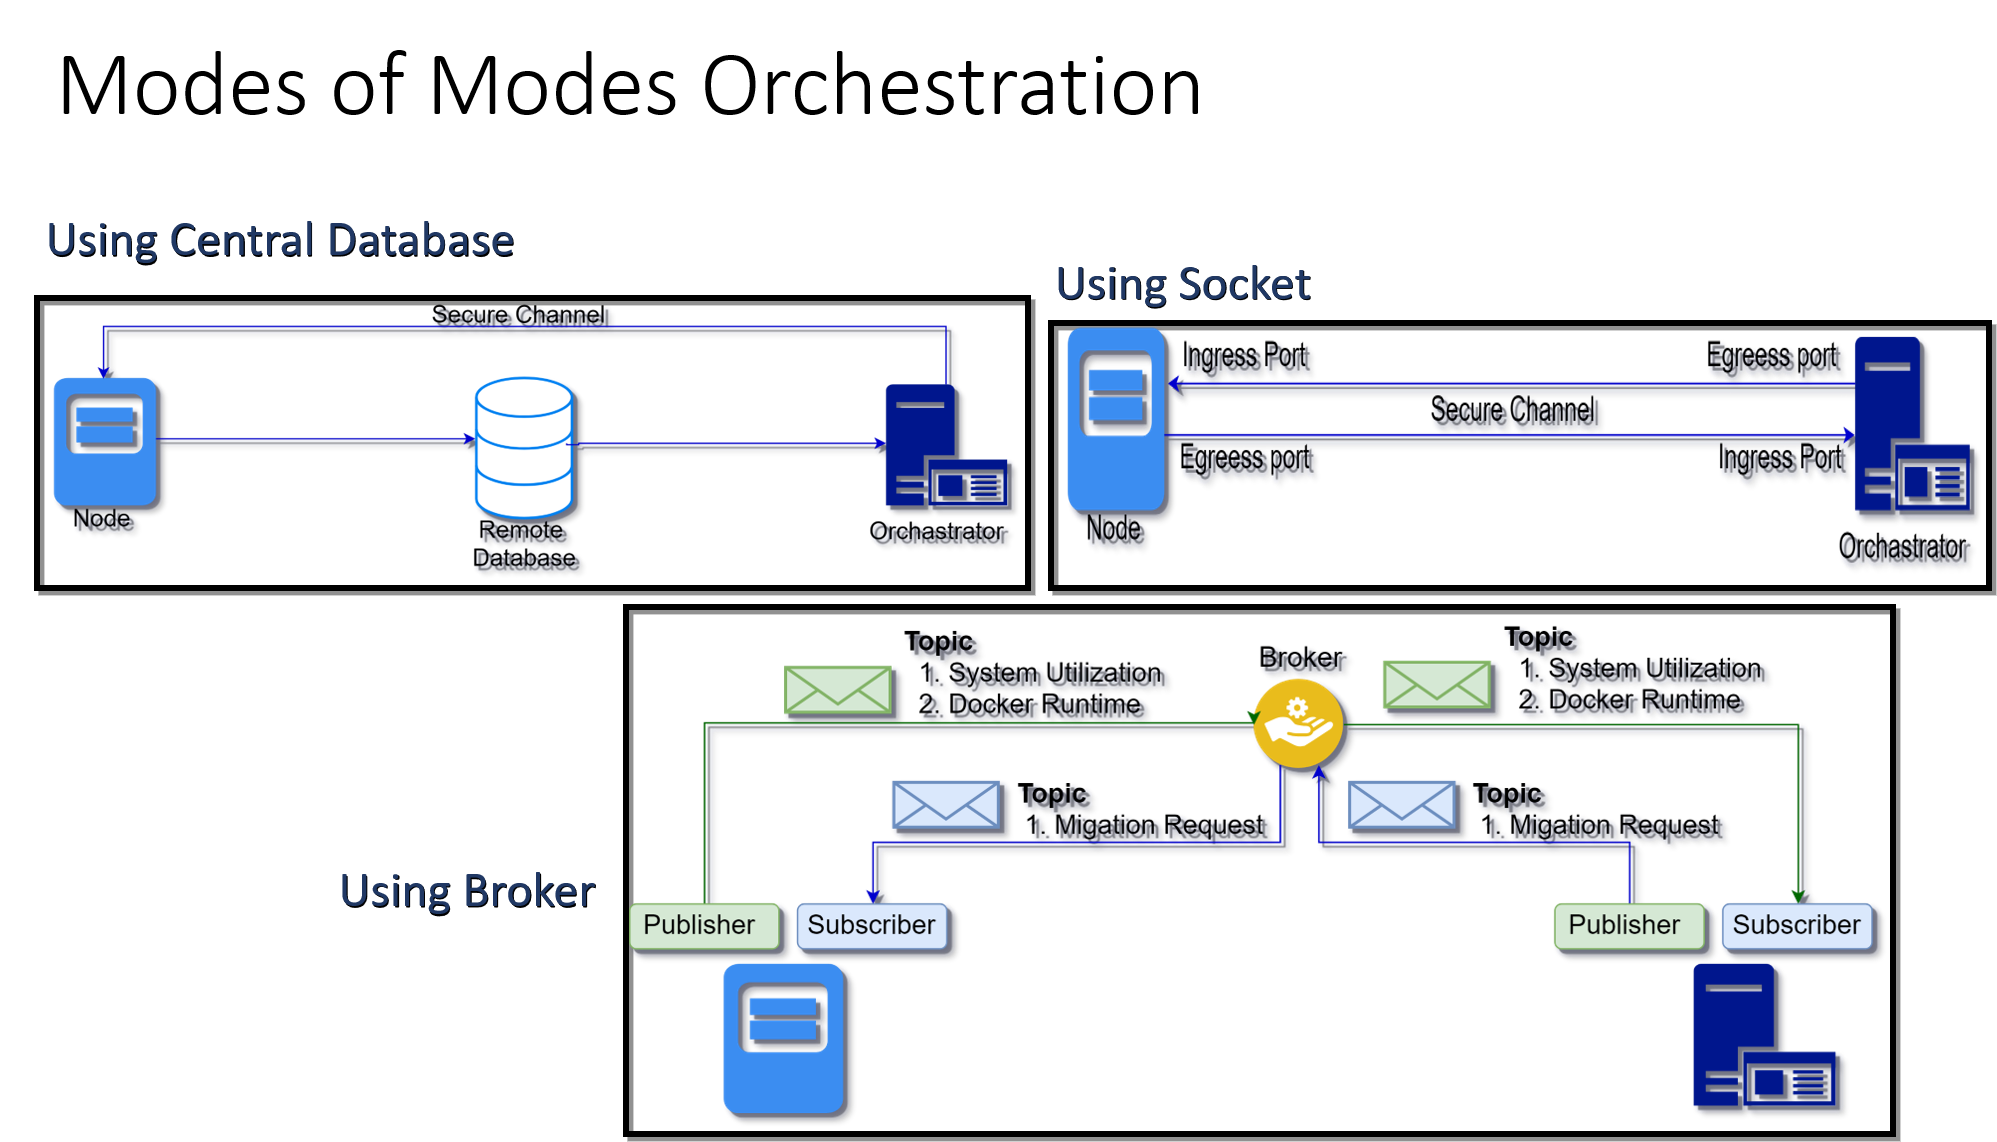 Modes of Modes Orchestration
Using Central Database
Secure Channel
Node
Remote
Database
Orchastrator
Using Socket
Ingress Port
Egreess port
Secure Channel
Egreess port
Ingress Port
Node
Orchastrator
Using Broker
Topic
1. System Utilization
2. Docker Runtime
Broker
Topic
1. System Utilization
2. Docker Runtime
Topic
1. Migation Request
Topic
1. Migation Request
Publisher
Subscriber
Publisher
Subscriber